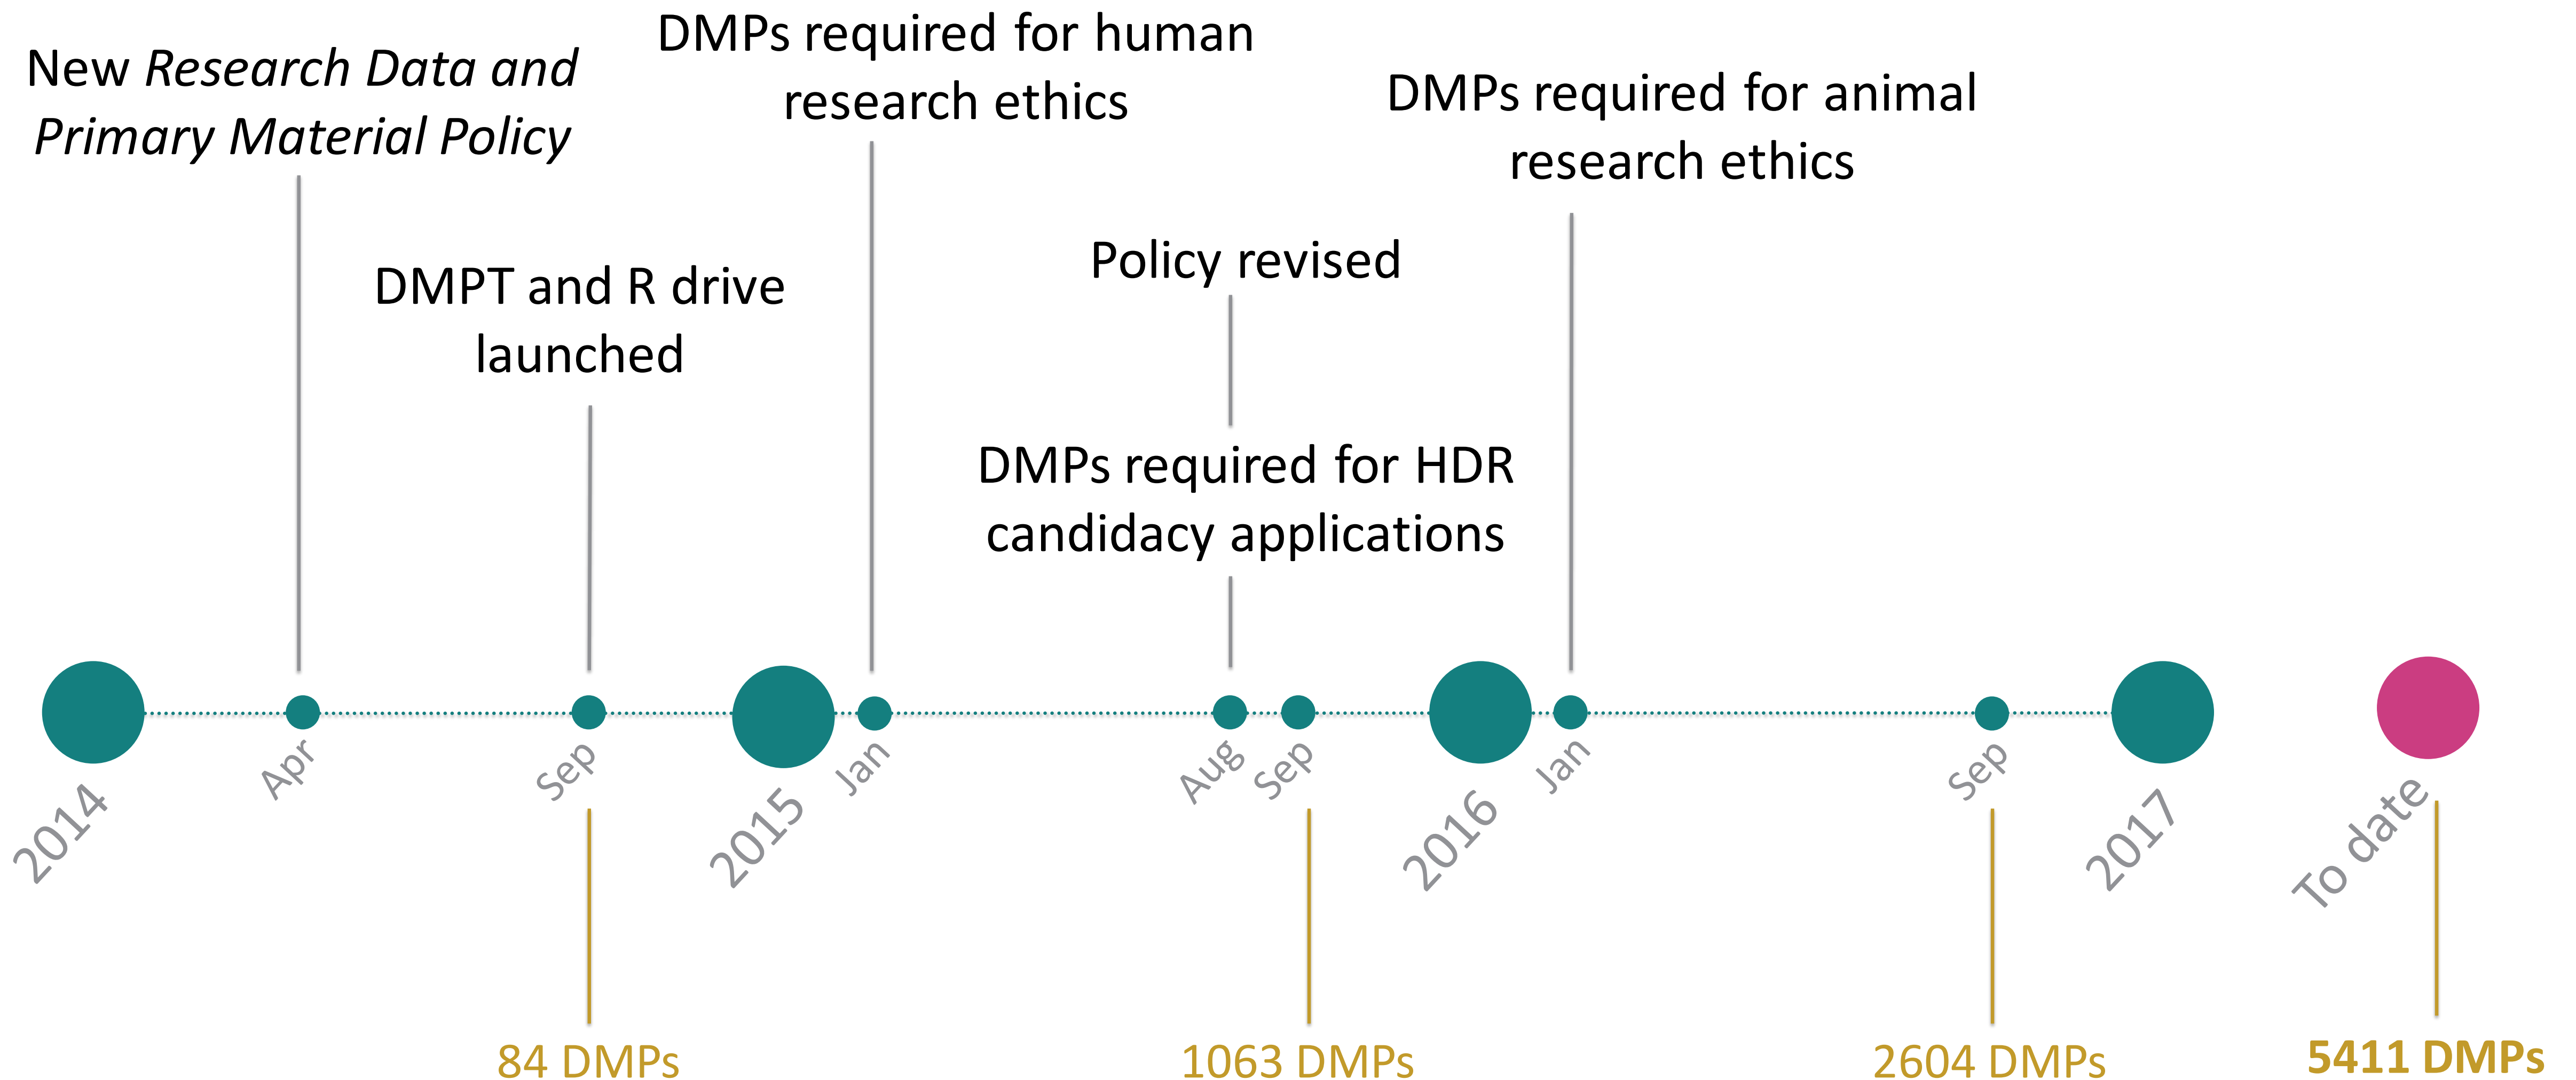 New Research Data and
Primary Material Policy
DMPT and R drive
launched
DMPs required for human
research ethics
Policy revised
DMPs required for HDR
candidacy applications
DMPs required for animal
research ethics
2014
Apr
Sep
2015
Jan
Aug
Sep
2016
Jan
Sep
2017
To date
84 DMPs
1063 DMPs
2604 DMPs
5411 DMPs